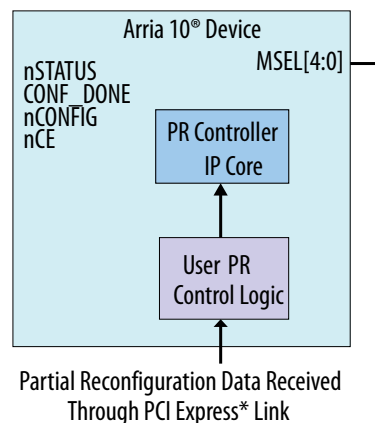 Arria 10® Device
MSEL[4:0]
nSTATUS
CONF_DONE
nCONFIG
nCE
PR Controller
IP Core
User PR
Control Logic
Partial Reconfiguration Data Received
Through PCI Express* Link